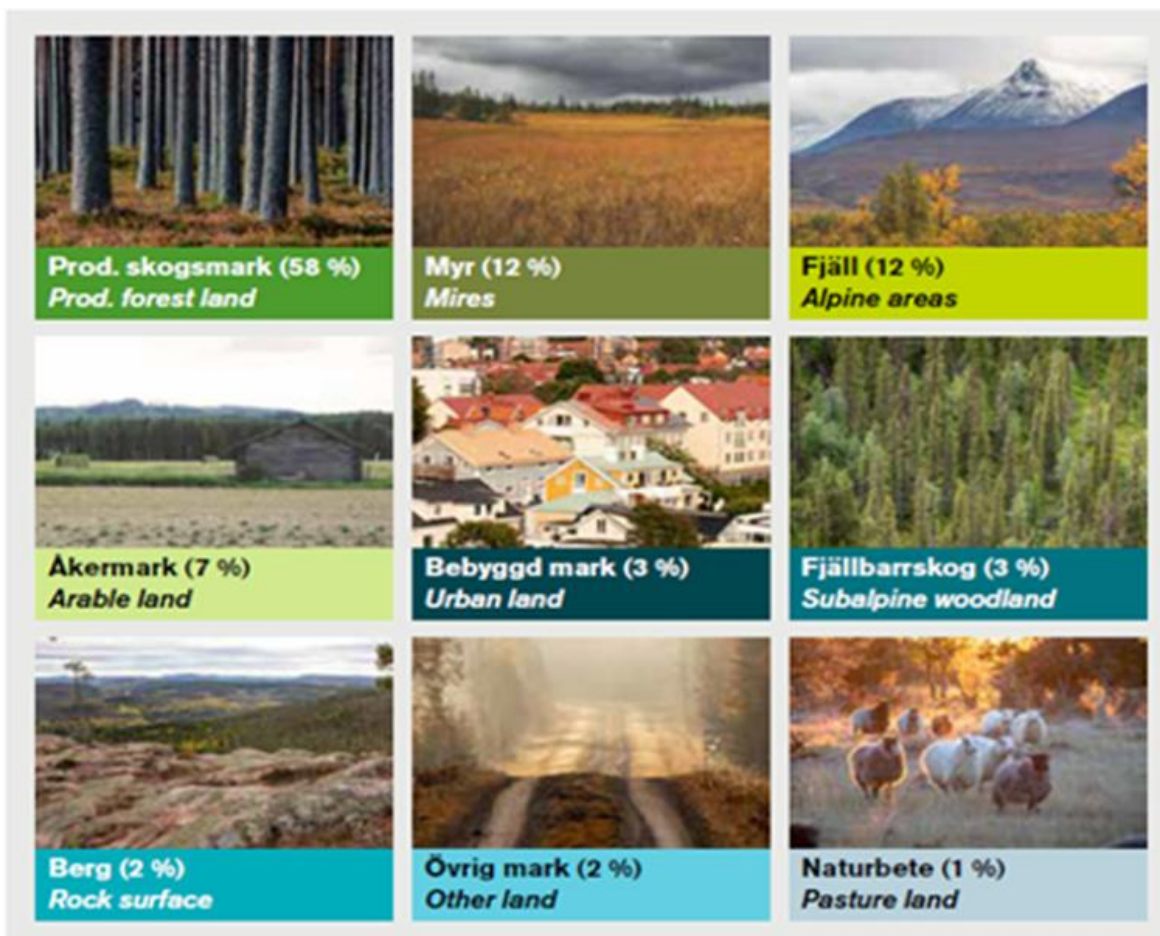 Prod. skogsmark (58 %)
Prod. forest land
Myr (12 %)
Mires
Fjäll (12 %)
Alpine areas
Åkermark (7 %)
Arable land
Bebyggd mark (3 %)
Urban land
Fjällbarrskog (3 %)
Subalpine woodland
Berg (2 %)
Rock surface
Övrig mark (2 %)
Other land
Naturbete (1 %)
Pasture land